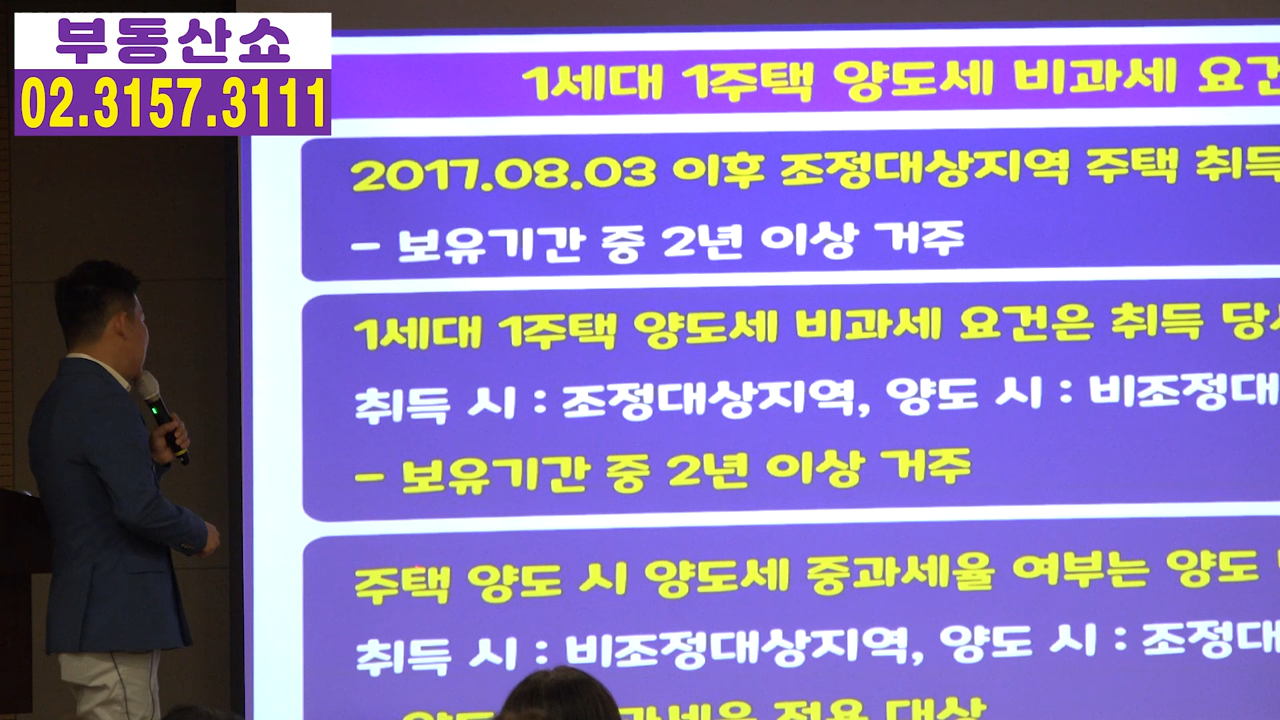 부동산쇼
02.3157.3111
1세대 1주택 양도세 비과세
2017.08.03 이후 조정대상지역 주택 취득
- 보유기간 중 2년 이상 거주
1세대 1주택 양도세 비과세 요건은 취득
취득 시 : 조정대상지역, 양도 시 : 비조정대
- 보유기간 중 2년 이상 거주
주택 양도 시 양도세 중과세율 여부는 양도
취득 시 : 비조정대상지역, 양도 시 : 조정대
적용 대상